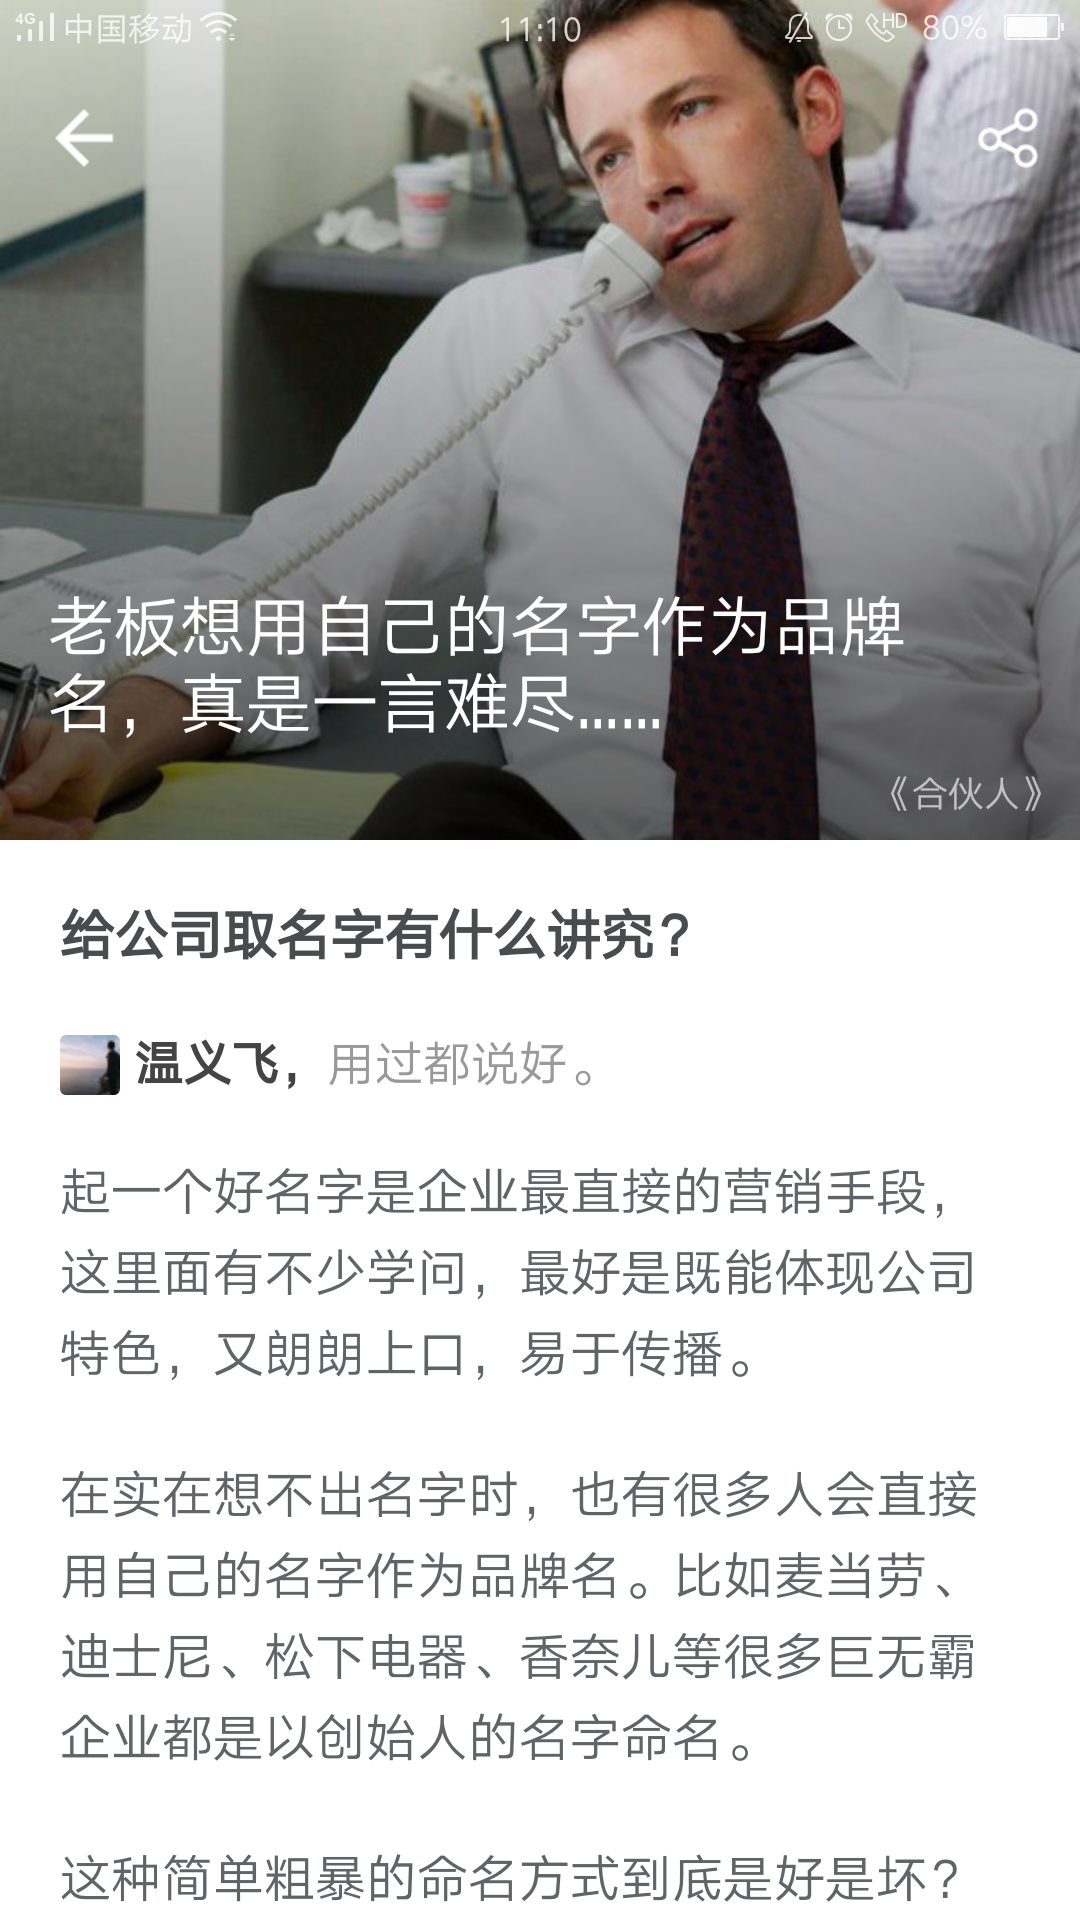 4G 中国移动 11:10 HD 80%
老板想用自己的名字作为品牌
名，真是一言难尽……
《合伙人》
给公司取名字有什么讲究？
温义飞，用过都说好。
起一个好名字是企业最直接的营销手段，
这里面有不少学问，最好是既能体现公司
特色，又朗朗上口，易于传播。
在实在想不出名字时，也有很多人会直接
用自己的名字作为品牌名。比如麦当劳、
迪士尼、松下电器、香奈儿等很多巨无霸
企业都是以创始人的名字命名。
这种简单粗暴的命名方式到底是好是坏？